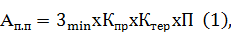 Ап.п = 3minхКпрхКтерхП (1),